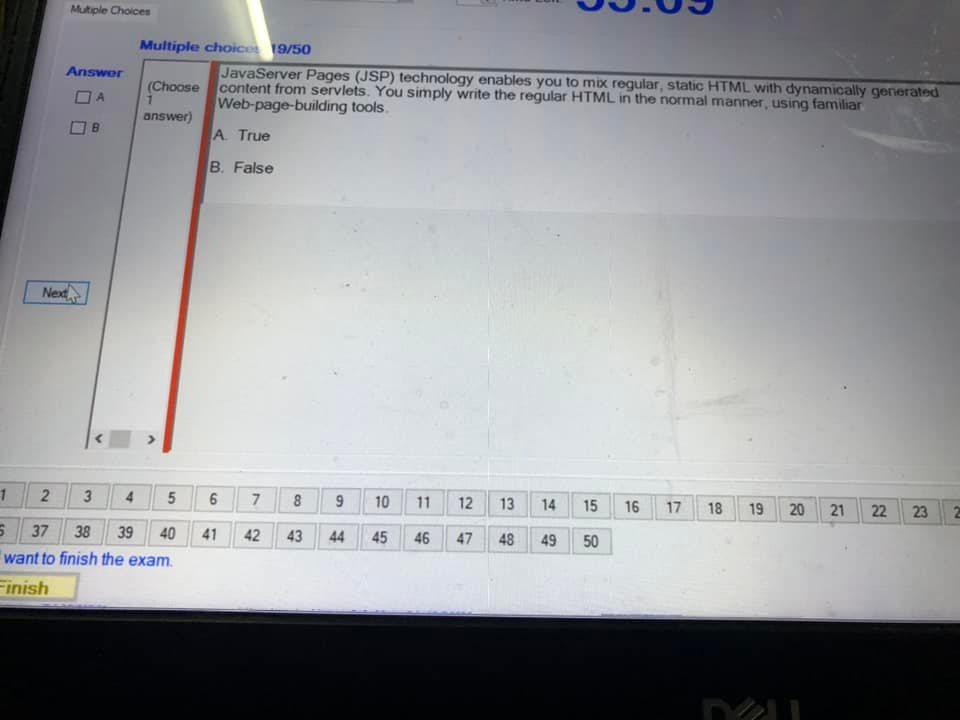 Multiple Choices
Multiple choices 19/50
Answer
A
B
(Choose
1
answer)
JavaServer Pages (JSP) technology enables you to mix regular, static HTML with dynamically generated
content from servlets. You simply write the regular HTML in the normal manner, using familiar
Web-page-building tools.
A. True
B. False
Next
1 2 3 4 5 6 7 8 9 10 11 12 13 14 15 16 17 18 19 20 21 22 23
37 38 39 40 41 42 43 44 45 46 47 48 49 50
want to finish the exam.
Finish
DELL